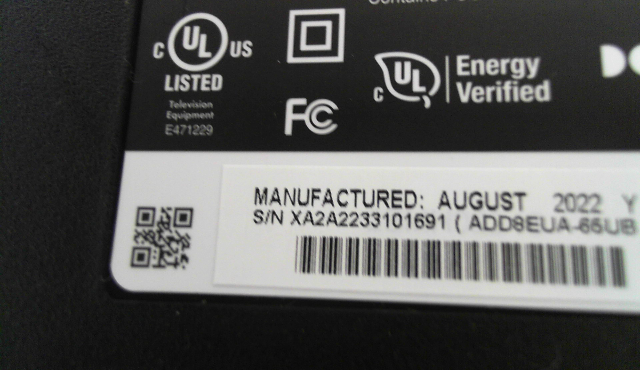 C UL US
LISTED
Television
Equipment
E471229
FC
C UL Energy
Verified
MANUFACTURED: AUGUST 2022 Y
S/N XA2A2233101691 ( ADD8EUA-65UB